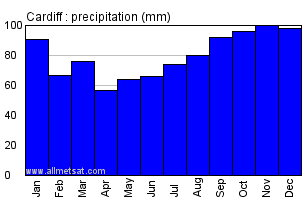 Cardiff : precipitation (mm)
100
80
60
40
20
0
www.allmetsat.com
Jan
Feb
Mar
Apr
May
Jun
Jul
Aug
Sep
Oct
Nov
Dec